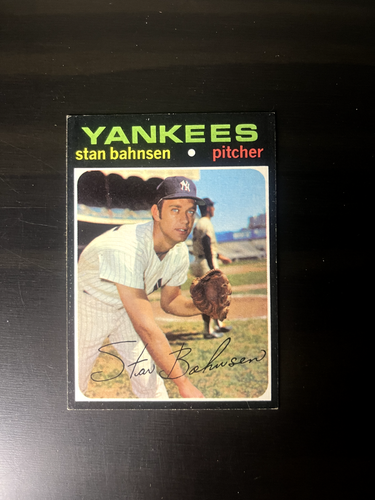 YANKEES
stan bahnsen • pitcher
NY
Stan Bahnsen